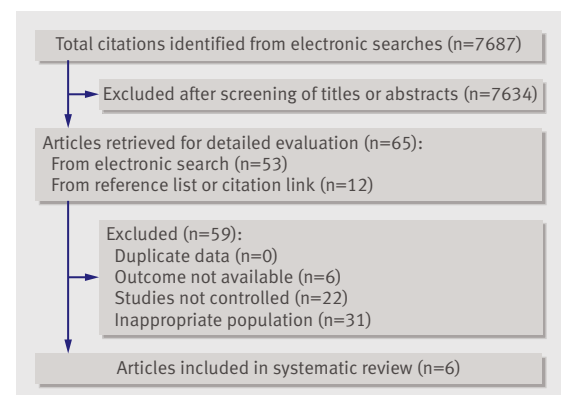 Total citations identified from electronic searches (n=7687)
Excluded after screening of titles or abstracts (n=7634)
Articles retrieved for detailed evaluation (n=65):
From electronic search (n=53)
From reference list or citation link (n=12)
Excluded (n=59):
Duplicate data (n=0)
Outcome not available (n=6)
Studies not controlled (n=22)
Inappropriate population (n=31)
Articles included in systematic review (n=6)